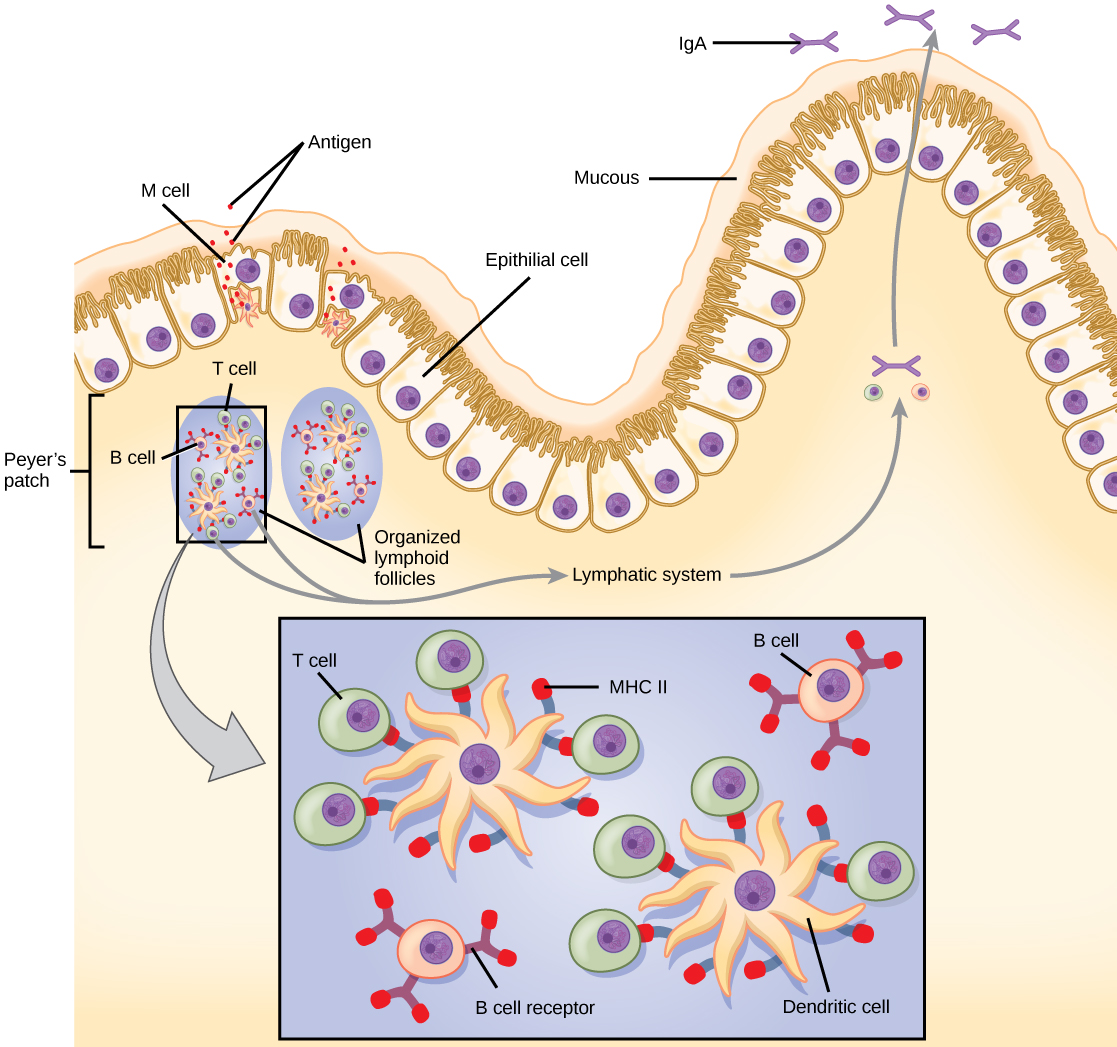 IgA
Antigen
M cell
Mucous
Epithilial cell
T cell
B cell
Peyer's
patch
Organized
lymphoid
follicles
Lymphatic system
B cell
T cell
MHC II
B cell receptor
Dendritic cell